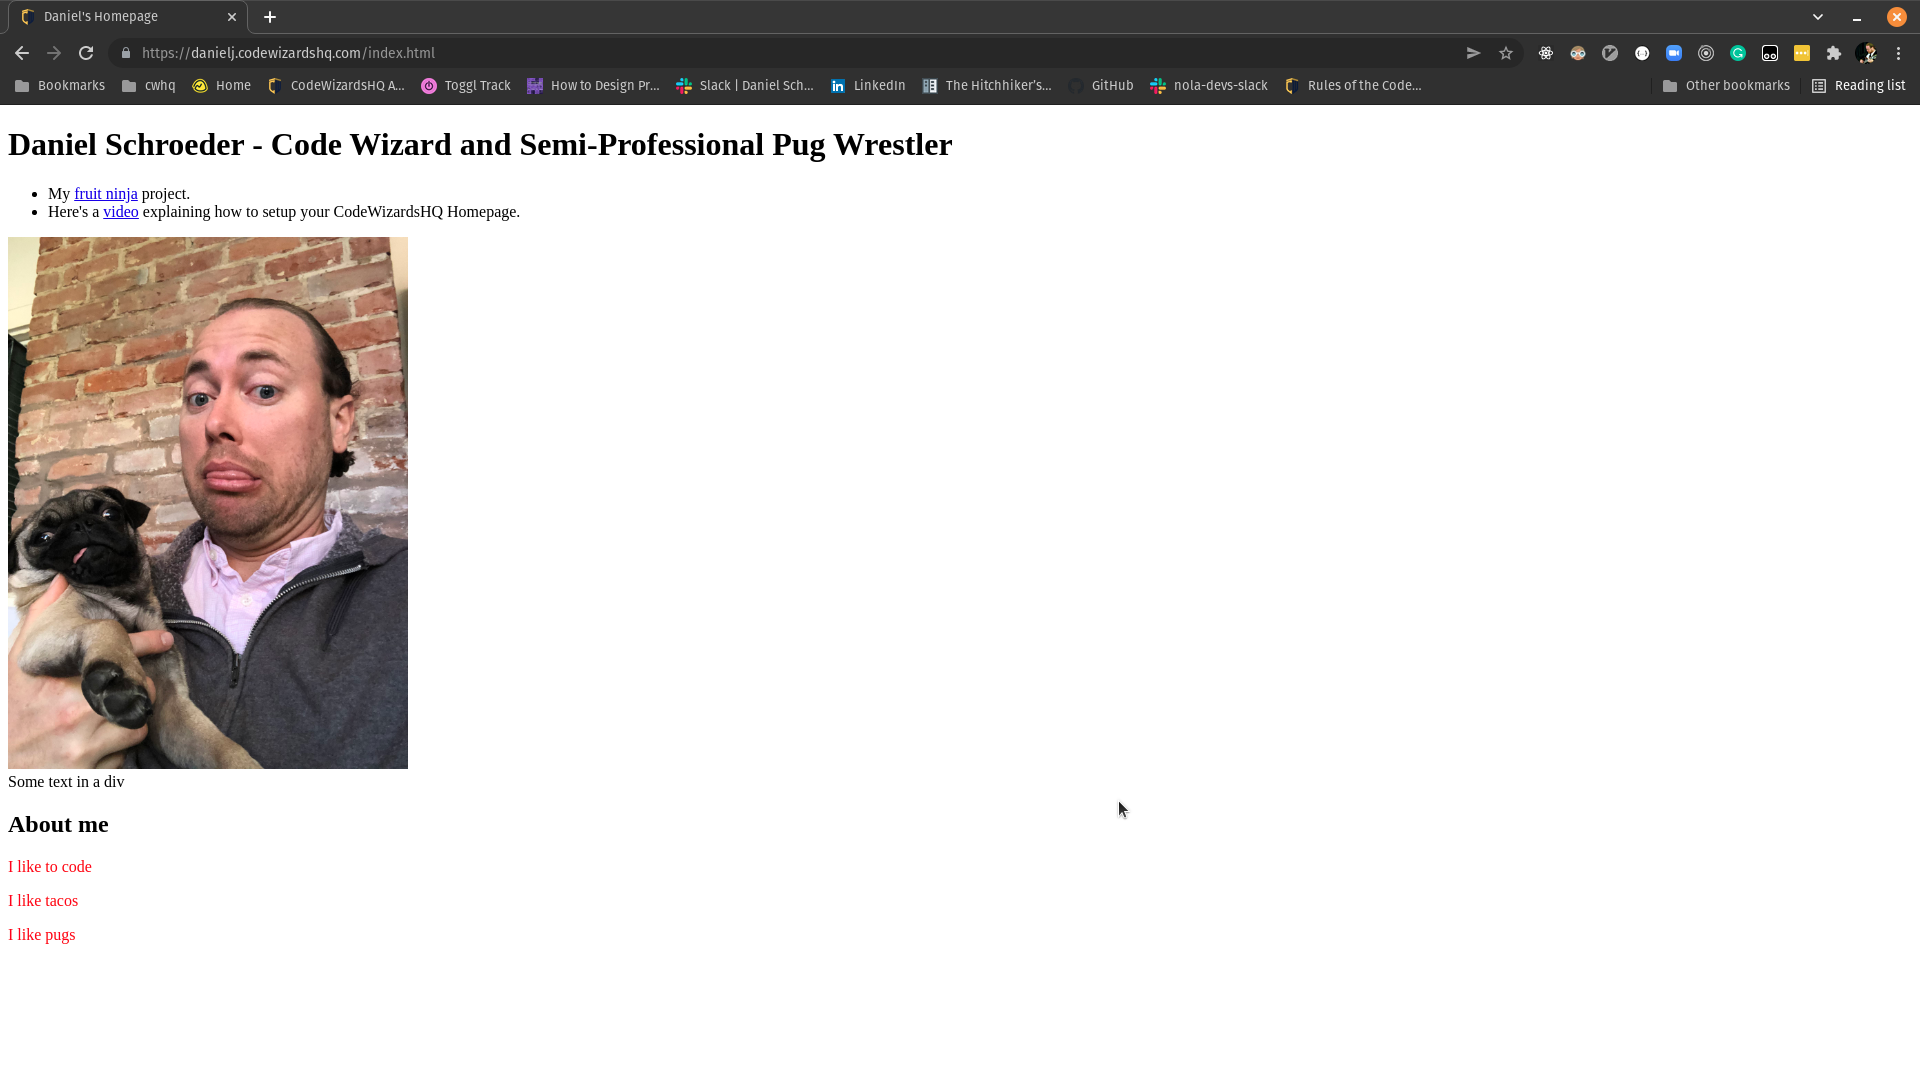 Daniel's Homepage
https://danielj.codewizardshq.com/index.html
Bookmarks cwhq Home CodeWizardsHQ A... Toggl Track How to Design Pr... Slack | Daniel Sch... LinkedIn The Hitchhiker's... GitHub nola-devs-slack Rules of the Code... Other bookmarks Reading list
Daniel Schroeder - Code Wizard and Semi-Professional Pug Wrestler
• My fruit ninja project.
• Here's a video explaining how to setup your CodeWizardsHQ Homepage.
Some text in a div
About me
I like to code
I like tacos
I like pugs